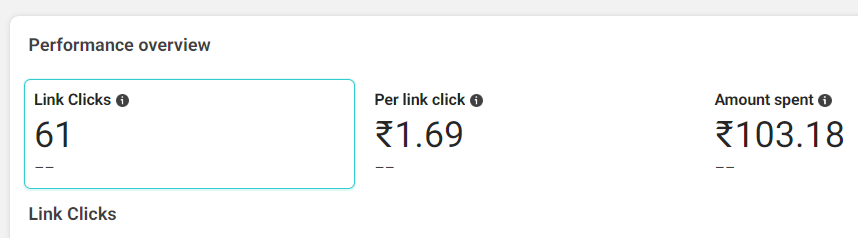 Performance overview
Link Clicks Per link click Amount spent
61 ₹1.69 ₹103.18
-- -- --
Link Clicks